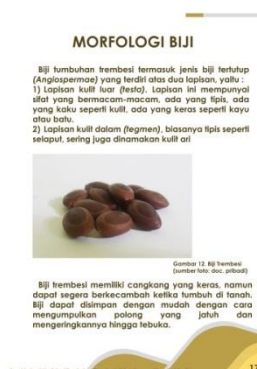 MORFOLOGI BIJI
Biji tumbuhan trembesi termasuk jenis biji tertutup
(Angiospermae) yang terdiri atas dua lapisan, yaitu :
1) Lapisan kulit luar (testa). Lapisan ini mempunyai
sifat yang bermacam-macam, ada yang tipis, ada
yang kaku seperti kulit, ada yang keras seperti kayu
atau batu.
2) Lapisan kulit dalam (tegmen), biasanya tipis seperti
selaput, sering juga dinamakan kulit ari
Gambar 12. Biji Trembesi
(sumber foto: doc. pribadi)
Biji trembesi memiliki cangkang yang keras, namun
dapat segera berkecambah ketika tumbuh di tanah.
Biji dapat disimpan dengan mudah dengan cara
mengumpulkan polong yang jatuh dan
mengeringkannya hingga tebuka.